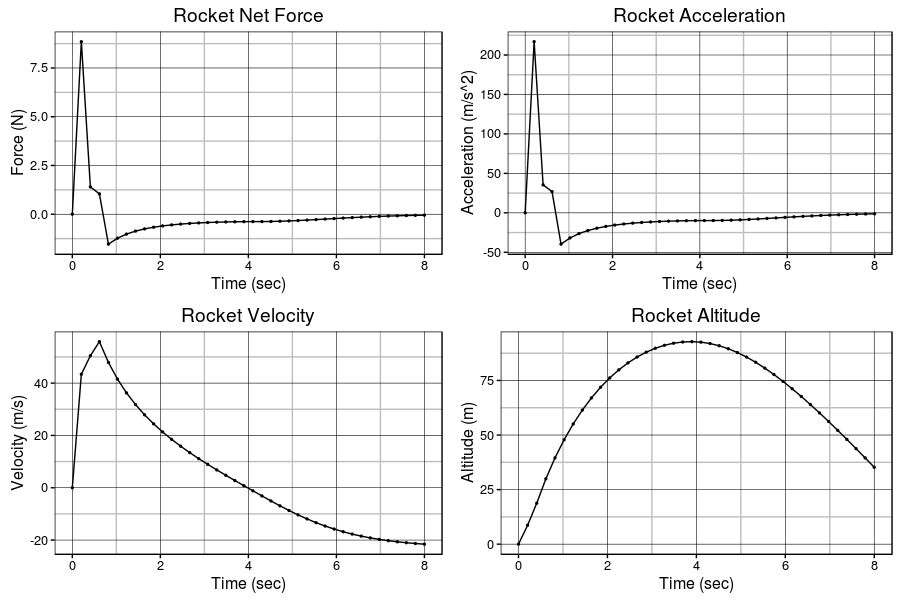 Rocket Net Force
Force (N)
7.5
5.0
2.5
0.0
0 2 4 6 8
Time (sec)
Rocket Acceleration
Acceleration (m/s^2)
200
150
100
50
0
-50
0 2 4 6 8
Time (sec)
Rocket Velocity
Velocity (m/s)
40
20
0
-20
0 2 4 6 8
Time (sec)
Rocket Altitude
Altitude (m)
75
50
25
0
0 2 4 6 8
Time (sec)